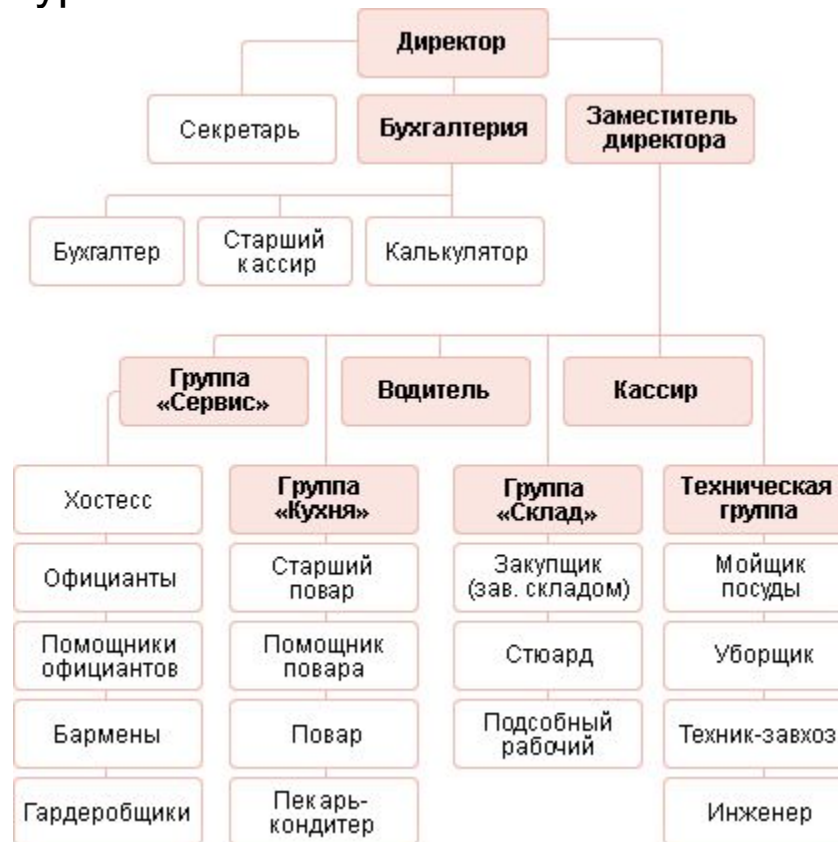 Директор
Секретарь
Бухгалтерия
Заместитель
директора
Бухгалтер
Старший
кассир
Калькулятор
Группа
«Сервис»
Водитель
Кассир
Хостесс
Группа
«Кухня»
Группа
«Склад»
Техническая
группа
Официанты
Старший
повар
Закупщик
(зав. складом)
Мойщик
посуды
Помощники
официантов
Помощник
повара
Стюард
Уборщик
Бармены
Повар
Подсобный
рабочий
Техник-завхоз
Гардеробщики
Пекарь-
кондитер
Инженер